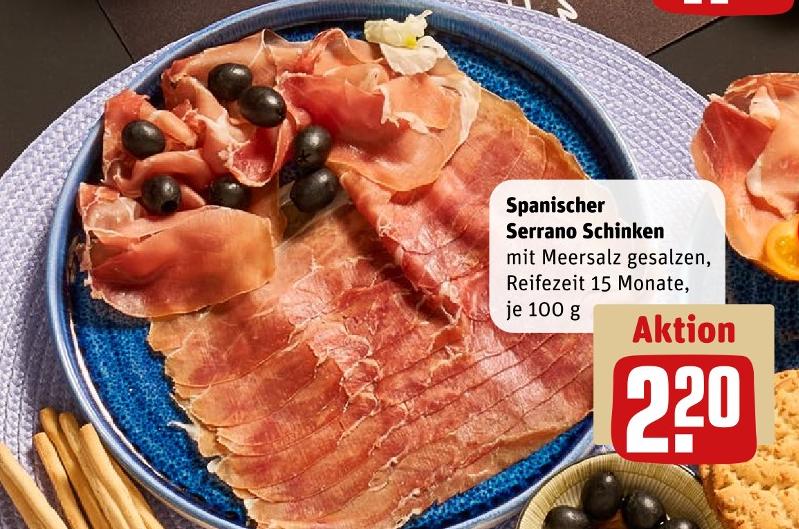 Spanischer
Serrano Schinken
mit Meersalz gesalzen,
Reifezeit 15 Monate,
je 100 g
Aktion
2.20